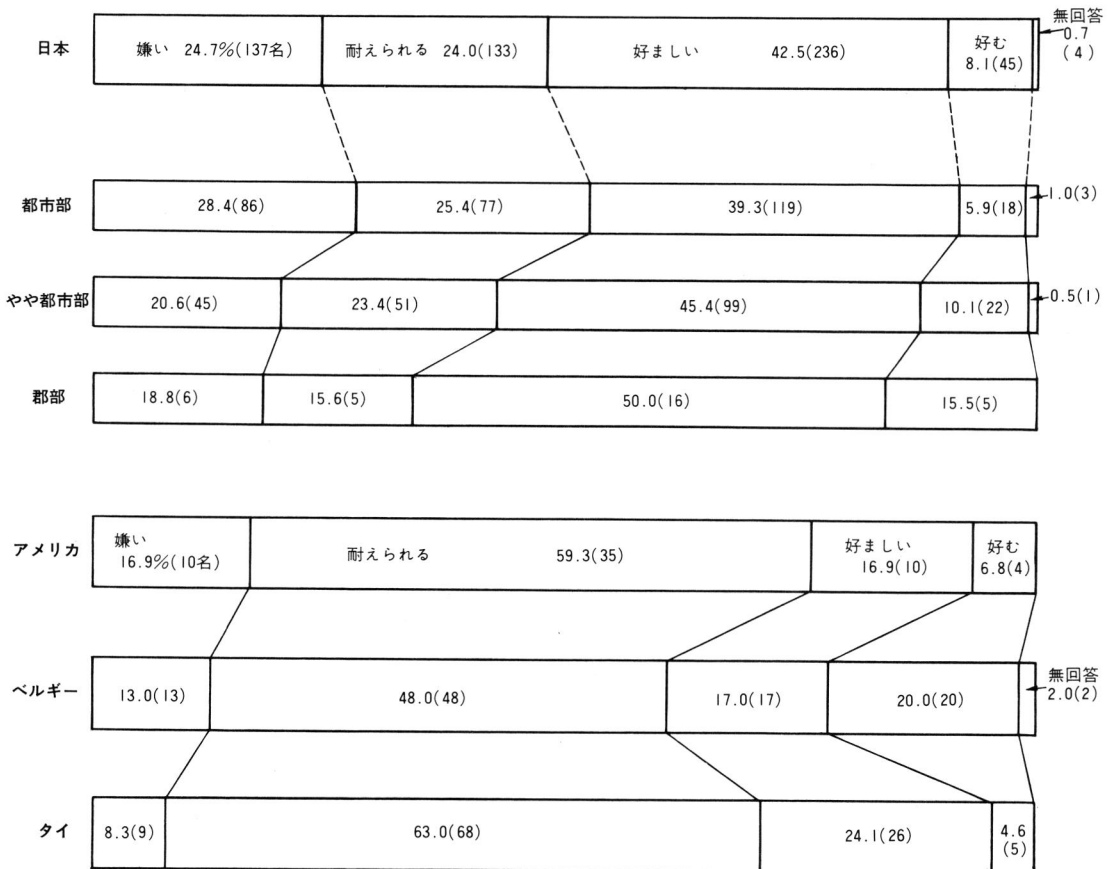 無回答
日本 嫌い 24.7%(137名) 耐えられる 24.0(133) 好ましい 42.5(236) 好む 0.7
8.1(45) (4)
都市部 28.4(86) 25.4(77) 39.3(119) 5.9(18) 1.0(3)
やや都市部 20.6(45) 23.4(51) 45.4(99) 10.1(22) 0.5(1)
郡部 18.8(6) 15.6(5) 50.0(16) 15.5(5)
アメリカ 嫌い 耐えられる 59.3(35) 好ましい 好む
16.9%(10名) 16.9(10) 6.8(4)
無回答
ベルギー 13.0(13) 48.0(48) 17.0(17) 20.0(20) 2.0(2)
タイ 8.3(9) 63.0(68) 24.1(26) 4.6
(5)